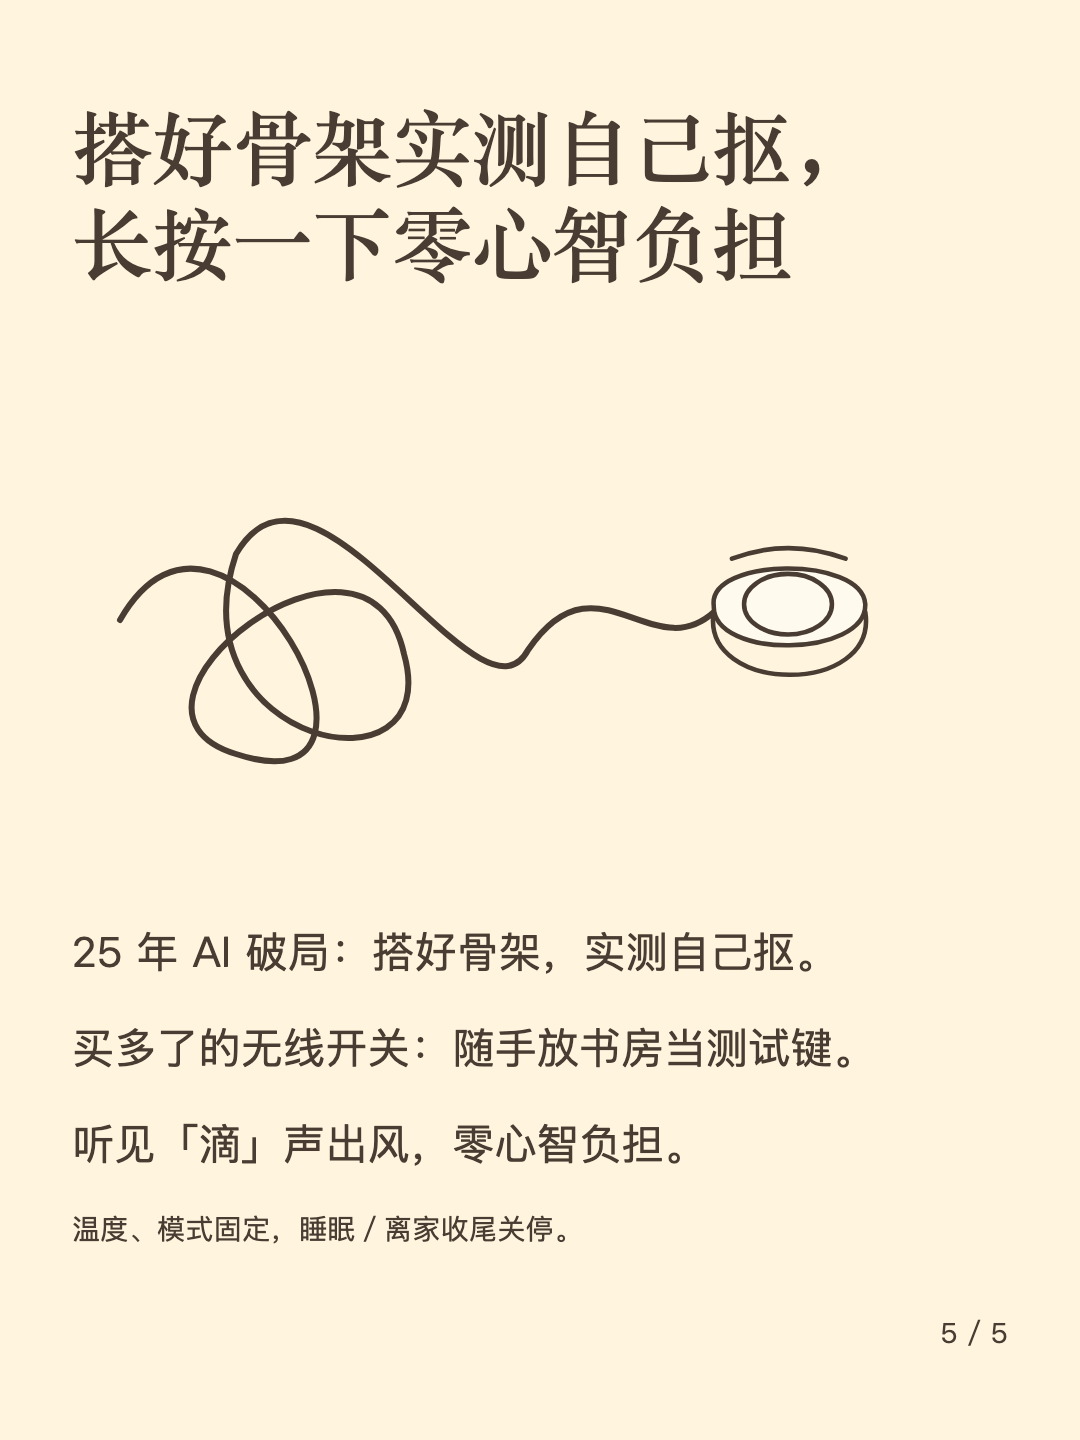 搭好骨架实测自己抠，
长按一下零心智负担
25 年 AI 破局：搭好骨架，实测自己抠。
买多了的无线开关：随手放书房当测试键。
听见「滴」声出风，零心智负担。
温度、模式固定，睡眠 / 离家收尾关停。
5 / 5